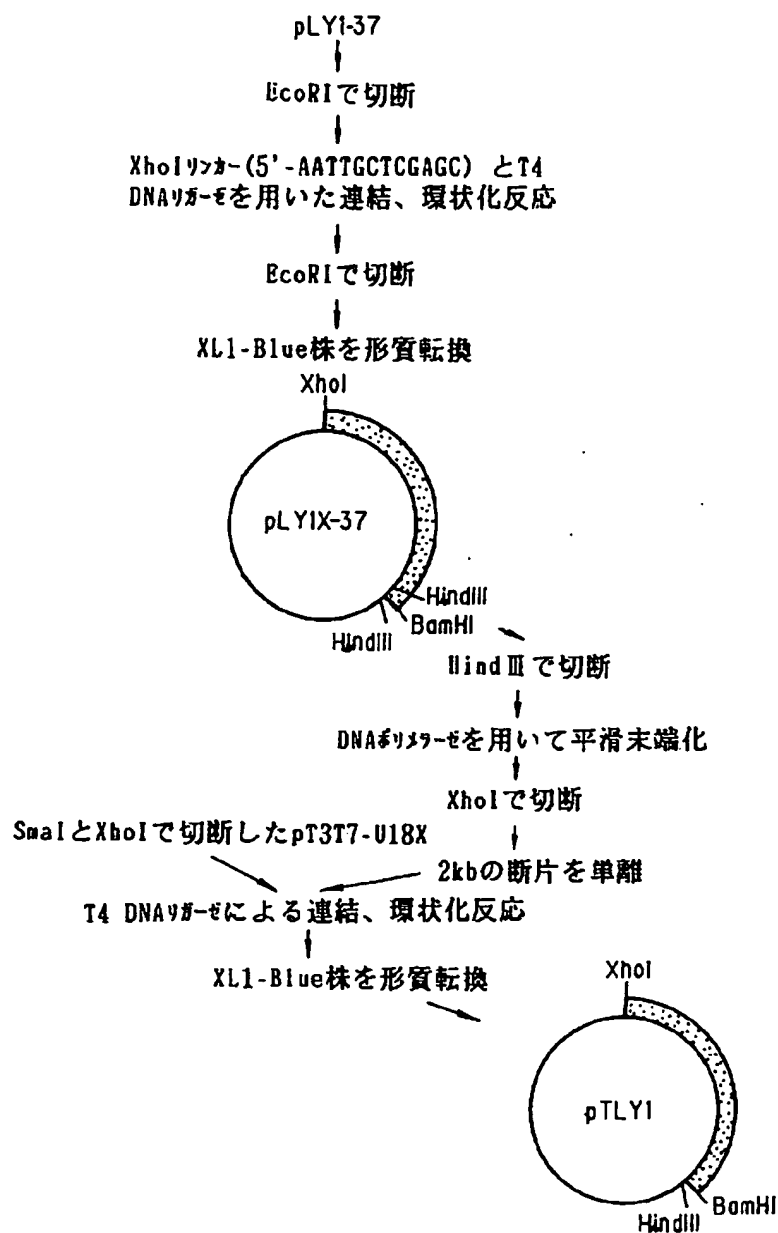 pLY1-37
EcoRIで切断
XhoIリンカー(5'-AATTGCTCGAGC) とT4
DNAリガーゼを用いた連結、環状化反応
EcoRIで切断
XL1-Blue株を形質転換
XhoI
pLY1X-37
HindIII
BamHI
HindIII
HindⅢで切断
DNAポリメラーゼを用いて平滑末端化
XhoIで切断
SmaIとXhoIで切断したpT3T7-U18X
2kbの断片を単離
T4 DNAリガーゼによる連結、環状化反応
XL1-Blue株を形質転換
XhoI
pTLY1
BamHI
HindIII